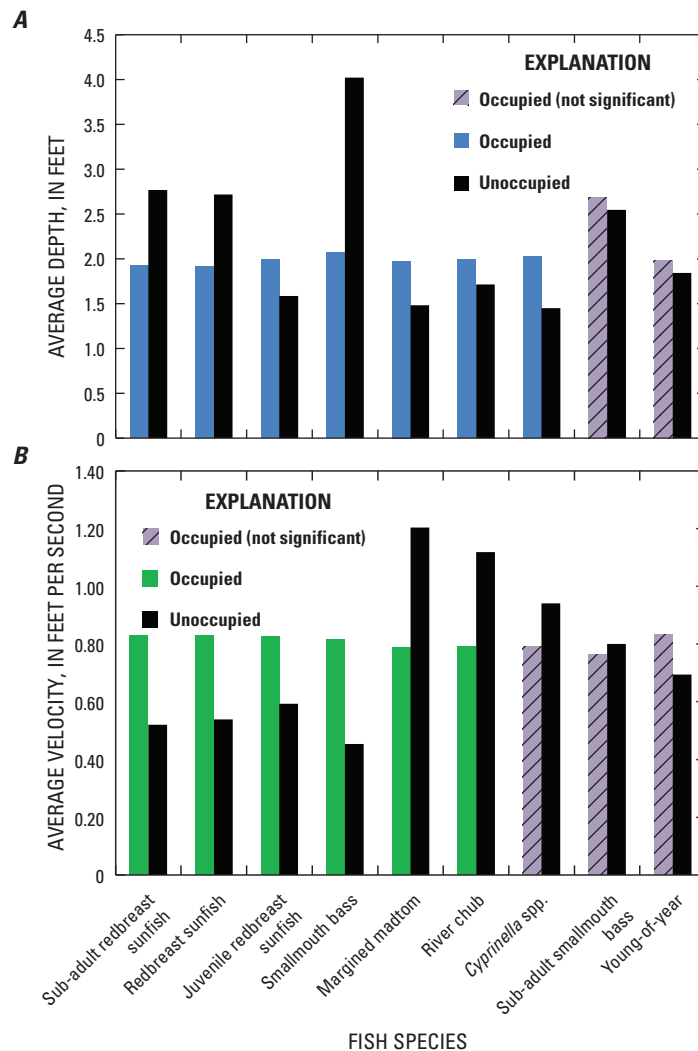 A
4.5
4.0
3.5
3.0
2.5
2.0
1.5
1.0
0.5
0
AVERAGE DEPTH, IN FEET
EXPLANATION
Occupied (not significant)
Occupied
Unoccupied
B
1.40
1.20
1.00
0.80
0.60
0.40
0.20
0
AVERAGE VELOCITY, IN FEET PER SECOND
EXPLANATION
Occupied (not significant)
Occupied
Unoccupied
Sub-adult redbreast
sunfish
Redbreast sunfish
Juvenile redbreast
sunfish
Smallmouth bass
Margined madtom
River chub
Cyprinella spp.
Sub-adult smallmouth
bass
Young-of-year
FISH SPECIES